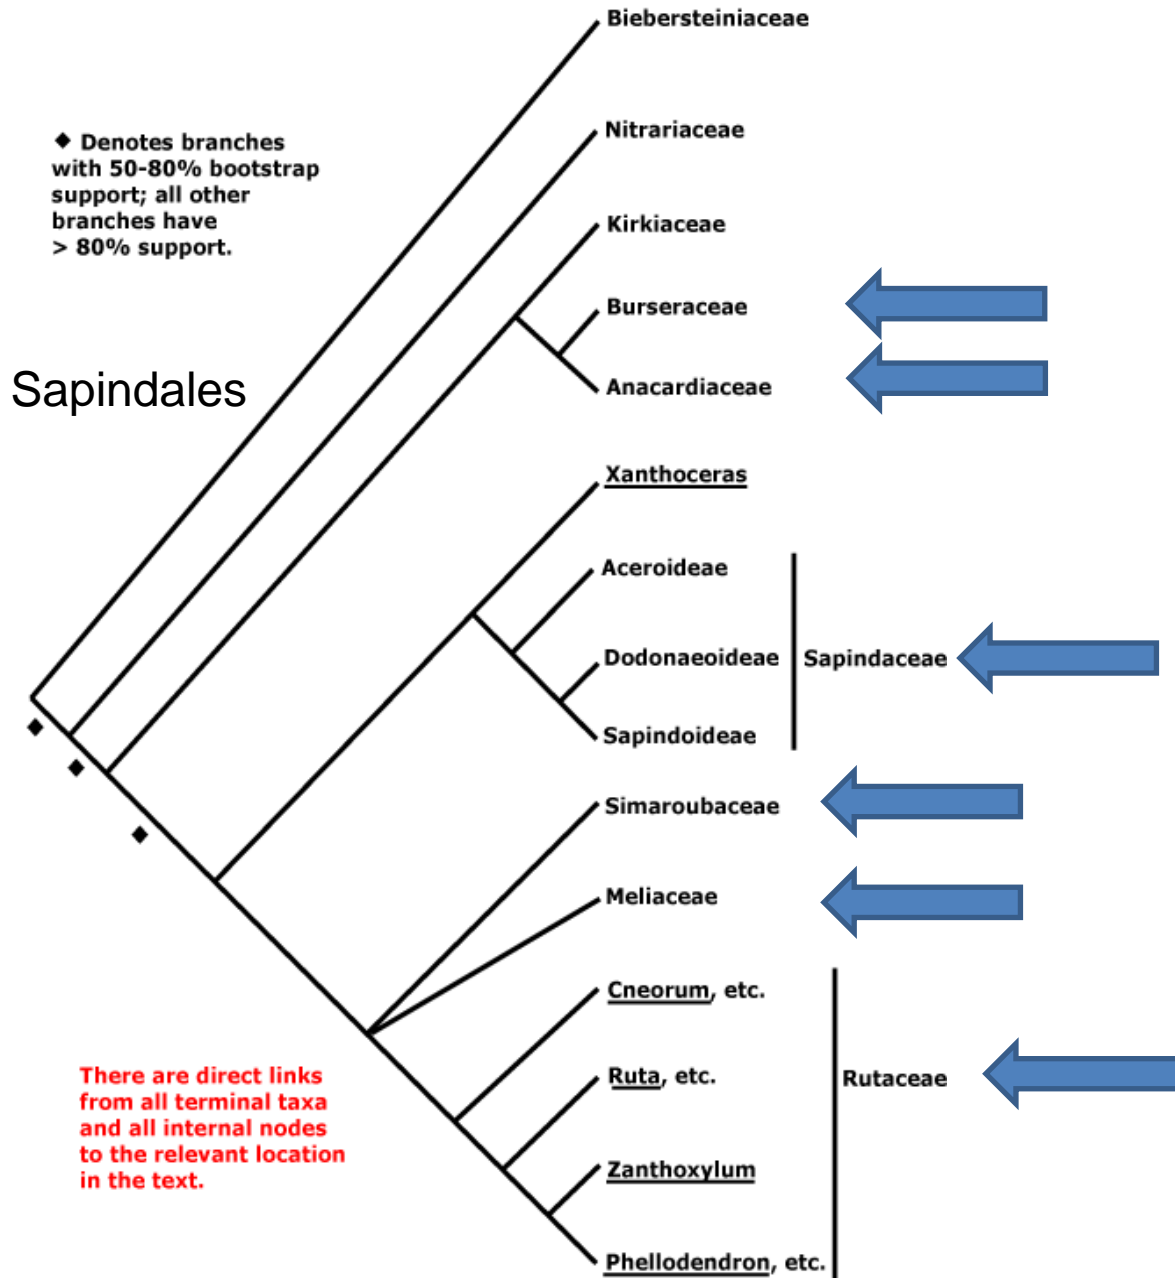 Biebersteiniaceae
◆ Denotes branches
with 50-80% bootstrap
support; all other
branches have
> 80% support.
Nitrariaceae
Kirkiaceae
Burseraceae
Sapindales
Anacardiaceae
Xanthoceras
Aceroideae
Dodonaeoideae
Sapindaceae
Sapindoideae
Simaroubaceae
Meliaceae
Cneorum, etc.
There are direct links
from all terminal taxa
and all internal nodes
to the relevant location
in the text.
Ruta, etc.
Rutaceae
Zanthoxylum
Phellodendron, etc.